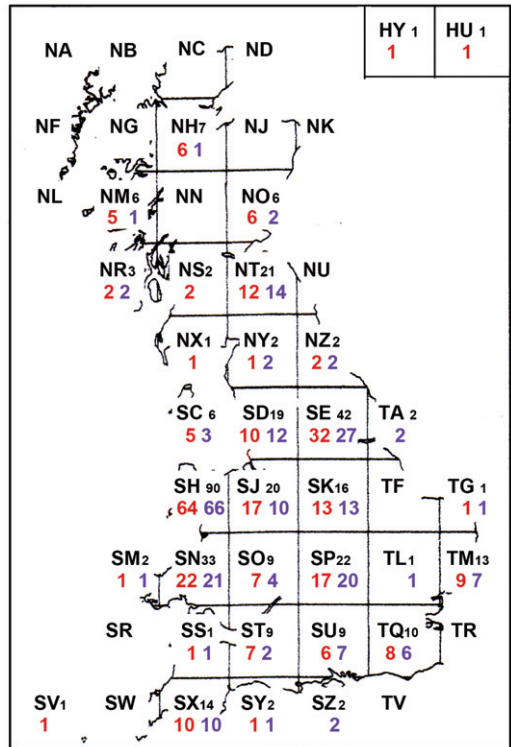 HY 1 HU 1
1 1
NA NB NC ND
NF NG NH7 NJ NK
6 1
NL NM6 NN NO6
5 1 6 2
NR3 NS2 NT21 NU
2 2 2 12 14
NX1 NY2 NZ2
1 1 2 2 2
SC 6 SD19 SE 42 TA 2
5 3 10 12 32 27 2
SH 90 SJ 20 SK16 TF TG 1
64 66 17 10 13 13 1 1
SM2 SN33 SO9 SP22 TL1 TM13
1 1 22 21 7 4 17 20 1 9 7
SR SS1 ST9 SU9 TQ10 TR
1 1 7 2 6 7 8 6
SV1 SW SX14 SY2 SZ2 TV
1 10 10 1 1 2